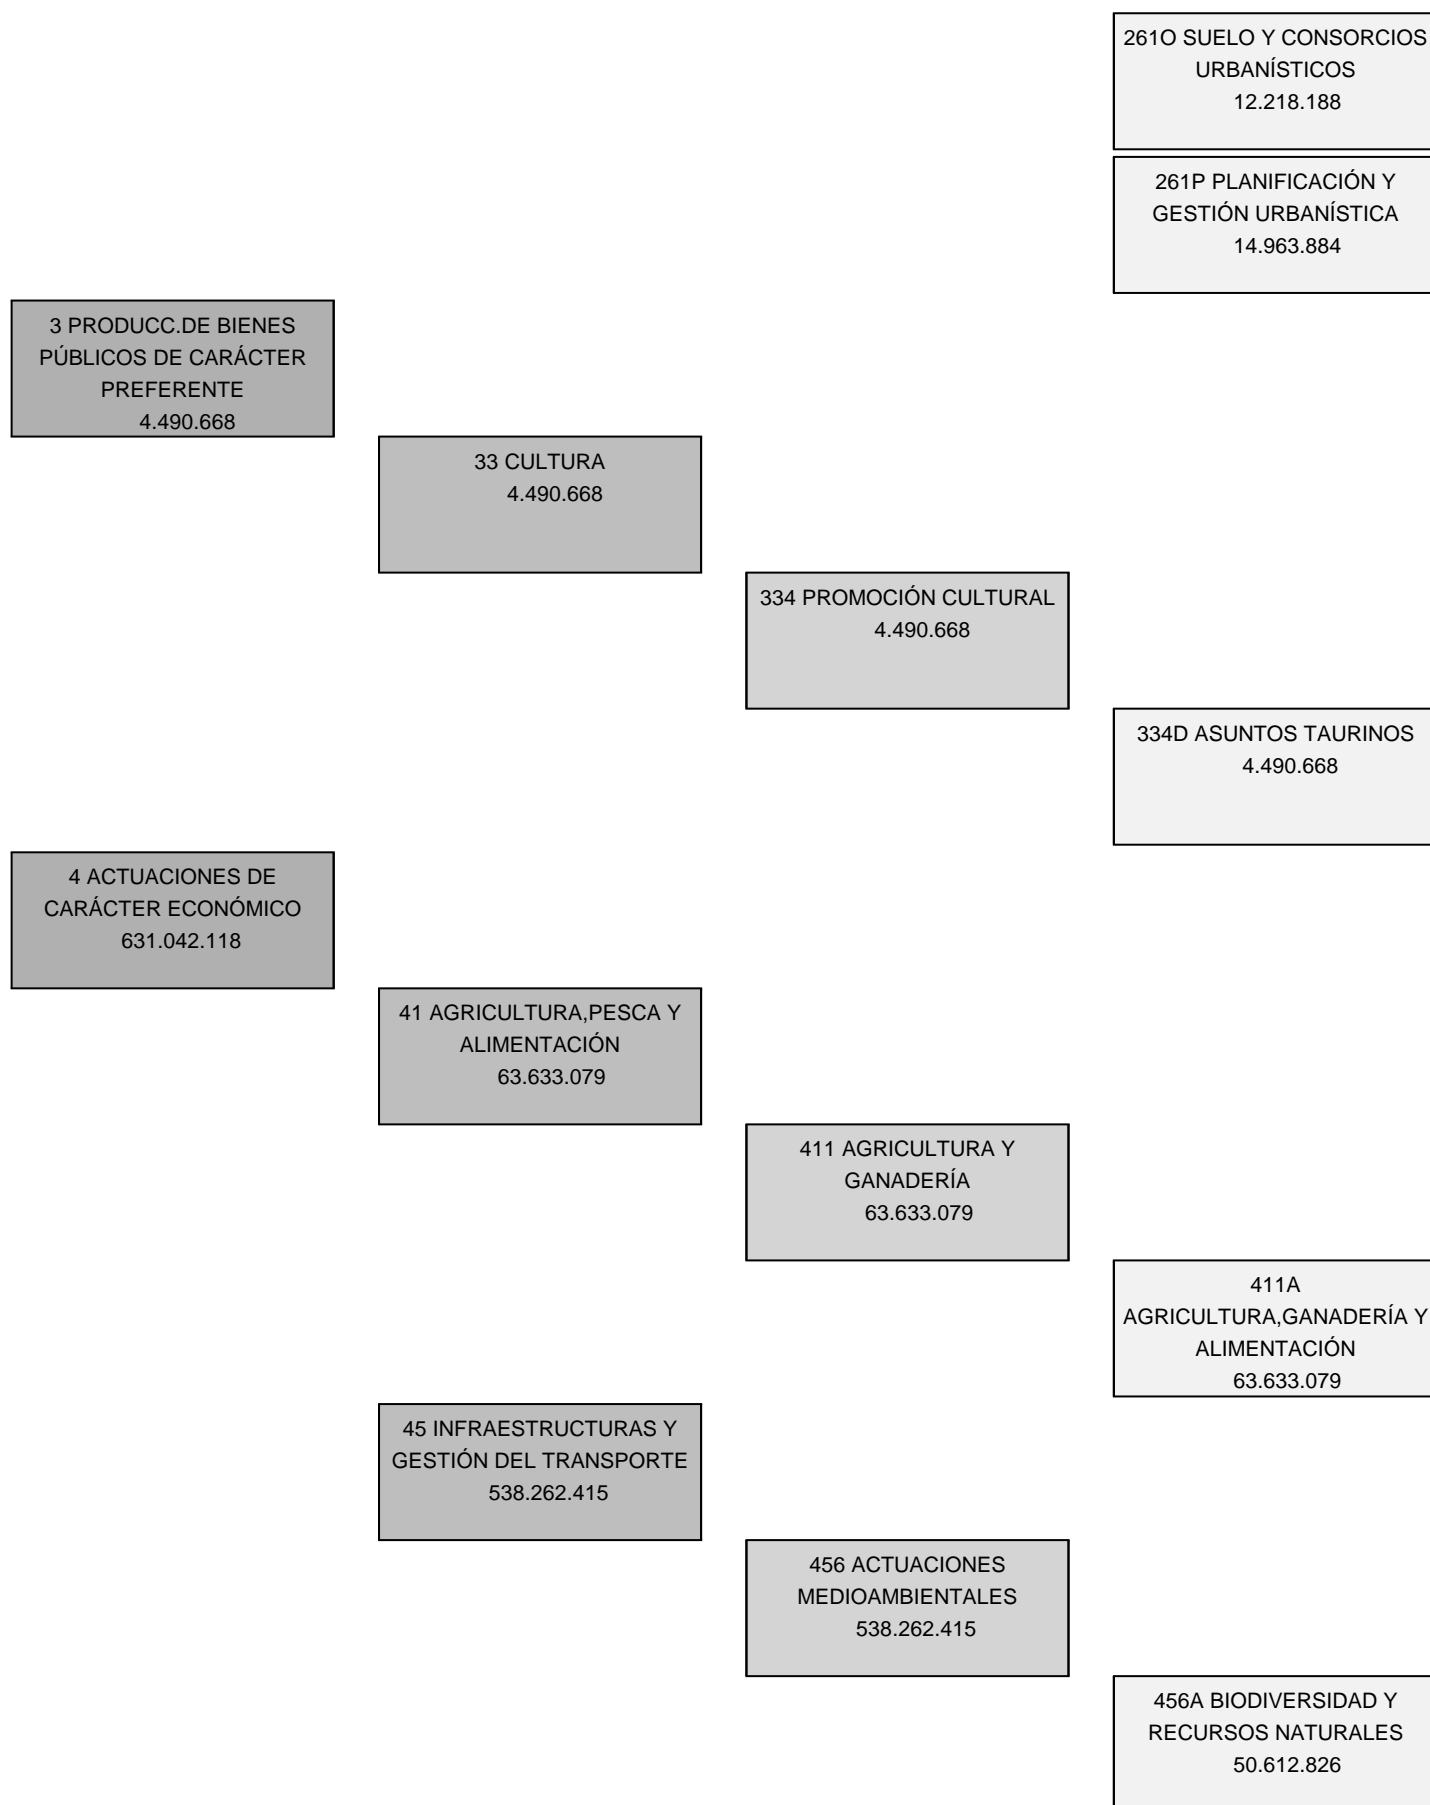 261O SUELO Y CONSORCIOS
URBANÍSTICOS
12.218.188
261P PLANIFICACIÓN Y
GESTIÓN URBANÍSTICA
14.963.884
3 PRODUCC.DE BIENES
PÚBLICOS DE CARÁCTER
PREFERENTE
4.490.668
33 CULTURA
4.490.668
334 PROMOCIÓN CULTURAL
4.490.668
334D ASUNTOS TAURINOS
4.490.668
4 ACTUACIONES DE
CARÁCTER ECONÓMICO
631.042.118
41 AGRICULTURA,PESCA Y
ALIMENTACIÓN
63.633.079
411 AGRICULTURA Y
GANADERÍA
63.633.079
411A
AGRICULTURA,GANADERÍA Y
ALIMENTACIÓN
63.633.079
45 INFRAESTRUCTURAS Y
GESTIÓN DEL TRANSPORTE
538.262.415
456 ACTUACIONES
MEDIOAMBIENTALES
538.262.415
456A BIODIVERSIDAD Y
RECURSOS NATURALES
50.612.826